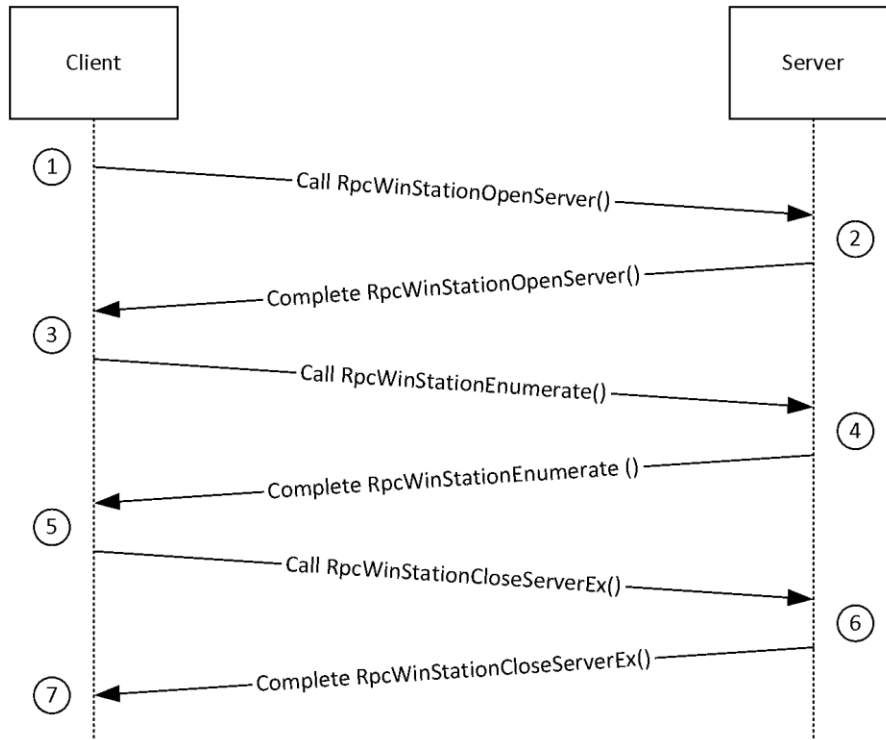 Client
Server
1
Call RpcWinStationOpenServer()
2
Complete RpcWinStationOpenServer()
3
Call RpcWinStationEnumerate()
4
Complete RpcWinStationEnumerate ()
5
Call RpcWinStationCloseServerEx()
6
Complete RpcWinStationCloseServerEx()
7